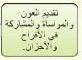 تقديم العون
والمواساة والمشاركة
في الأفراح
والأحزان.